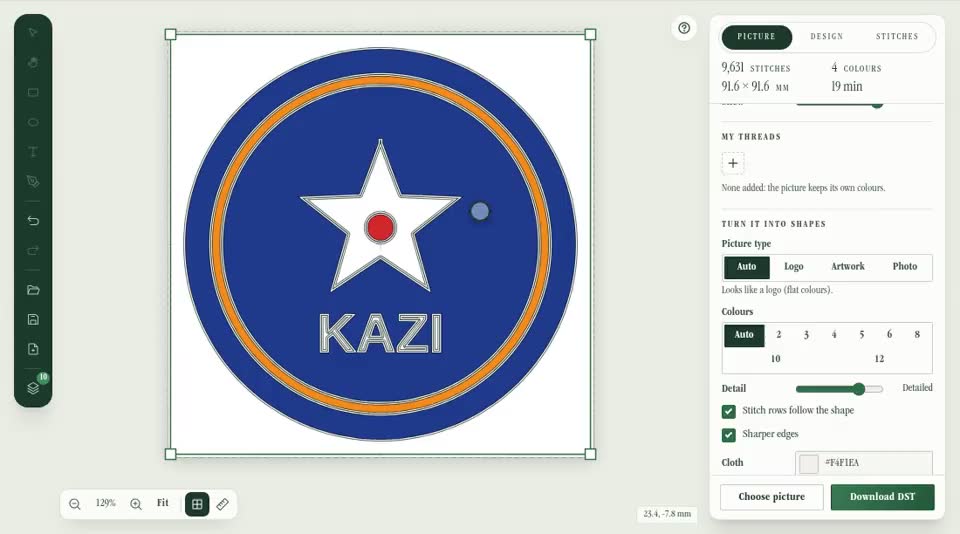 PICTURE DESIGN STITCHES
9,631 STITCHES 4 COLOURS
91.6 × 91.6 MM 19 min
MY THREADS
+
None added: the picture keeps its own colours.
TURN IT INTO SHAPES
Picture type
Auto Logo Artwork Photo
Looks like a logo (flat colours).
Colours
Auto 2 3 4 5 6 8
10 12
Detail Detailed
Stitch rows follow the shape
Sharper edges
Cloth #F4F1EA
Choose picture Download DST
KAZI
T
10
?
129% Fit
23.4, -7.8 mm